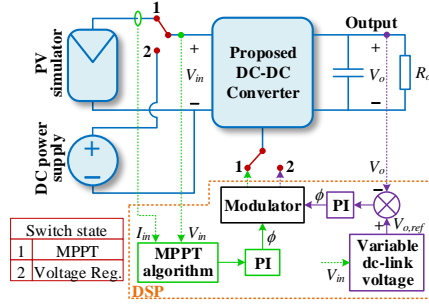 1
Output
PV
simulator
2
+
V_in
−
Proposed
DC-DC
Converter
+
V_o
−
R_o
DC power
supply
+
−
1
2
V_o
Modulator
ϕ
PI
−
+
V_{o,ref}
Switch state
1 MPPT
2 Voltage Reg.
I_in
V_in
MPPT
algorithm
ϕ
PI
V_in
Variable
dc-link
voltage
DSP